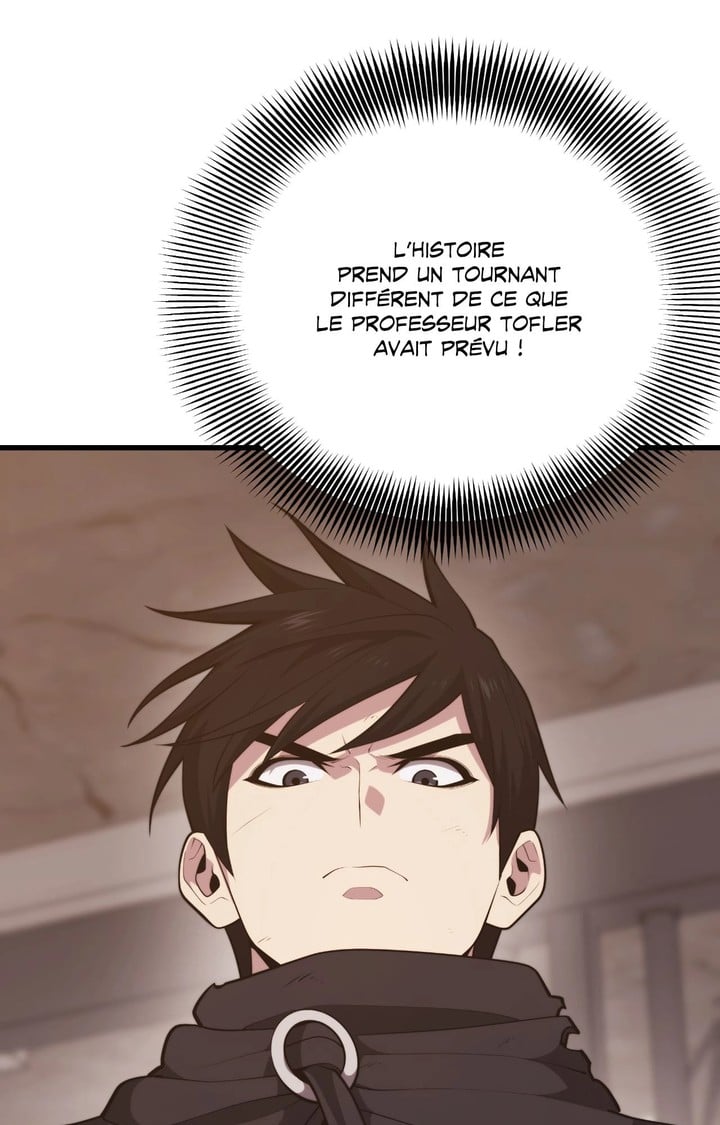 L'HISTOIRE
PREND UN TOURNANT
DIFFÉRENT DE CE QUE
LE PROFESSEUR TOFLER
AVAIT PRÉVU !